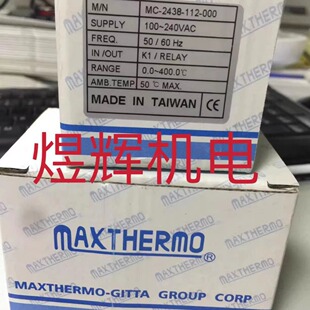 M/N MC-2438-112-000
SUPPLY 100~240VAC
FREQ. 50 / 60 Hz
IN /OUT K1 / RELAY
RANGE 0.0~400.0℃
AMB.TEMP 50 ℃ MAX.
MADE IN TAIWAN CE
煜辉机电
MAXTHERMO®
MAXTHERMO-GITTA GROUP CORP